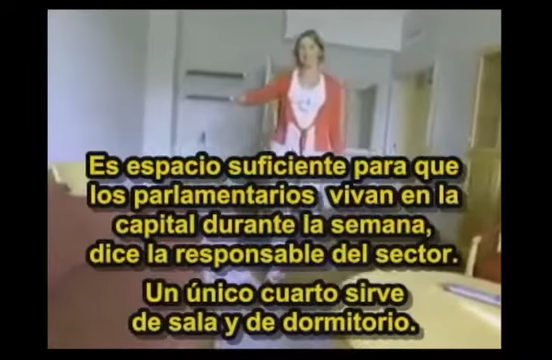 Es espacio suficiente para que
los parlamentarios vivan en la
capital durante la semana,
dice la responsable del sector.
Un único cuarto sirve
de sala y de dormitorio.